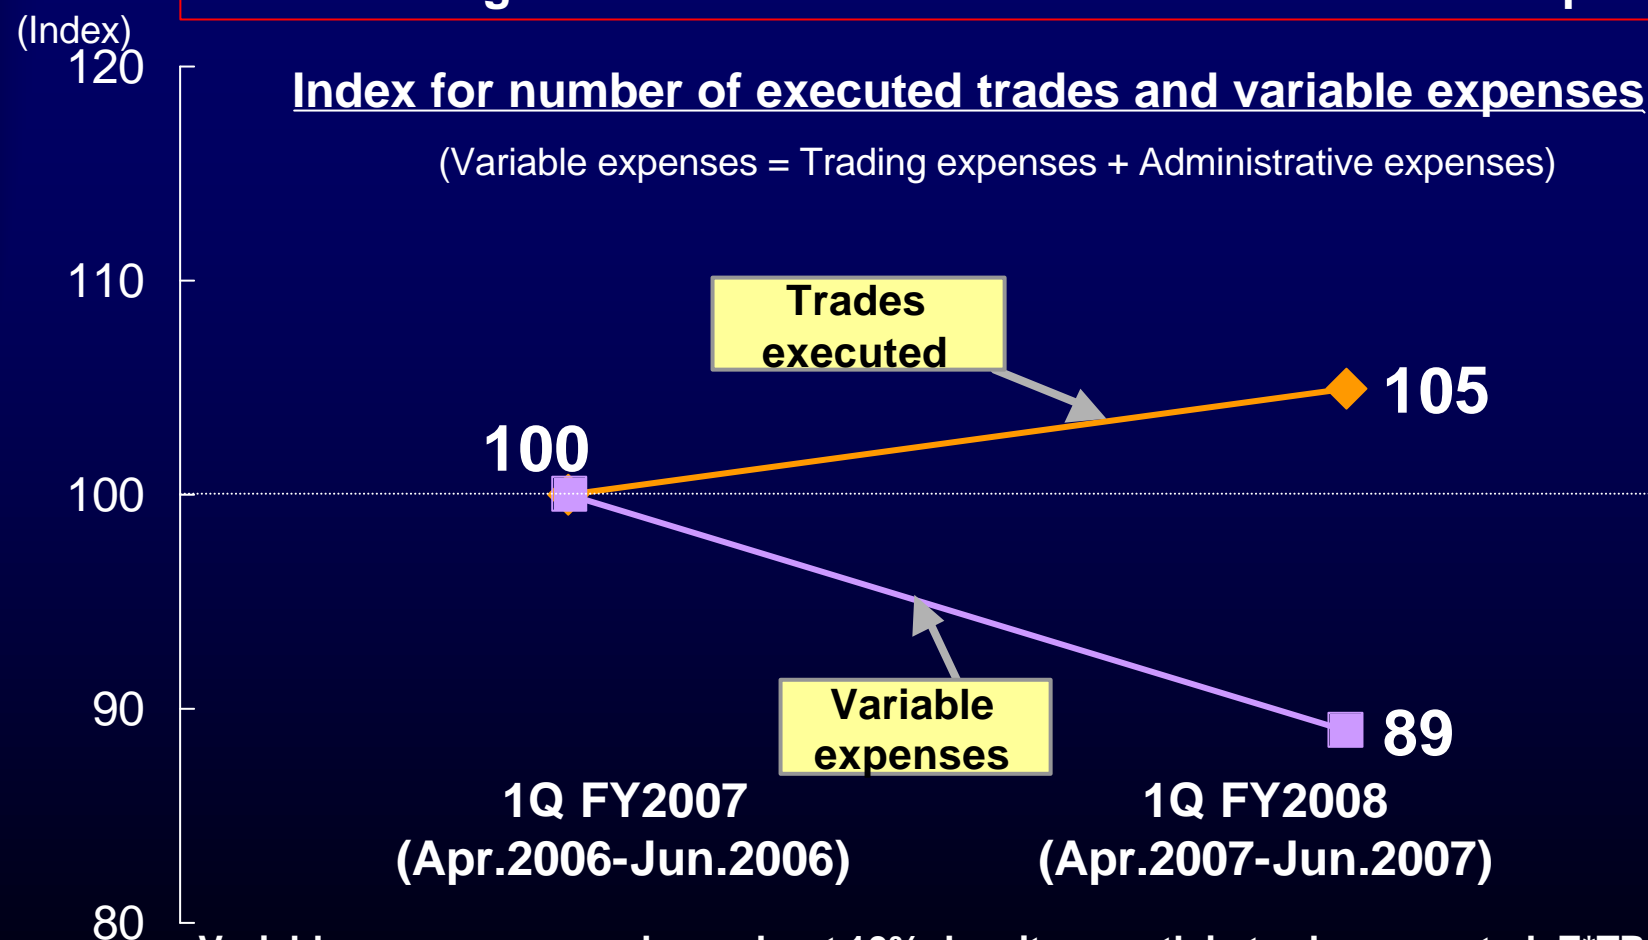 (Index)
120
Index for number of executed trades and variable expenses
(Variable expenses = Trading expenses + Administrative expenses)
110
Trades
executed
105
100
100
90
Variable
expenses
89
1Q FY2007
(Apr.2006-Jun.2006)
1Q FY2008
(Apr.2007-Jun.2007)
80